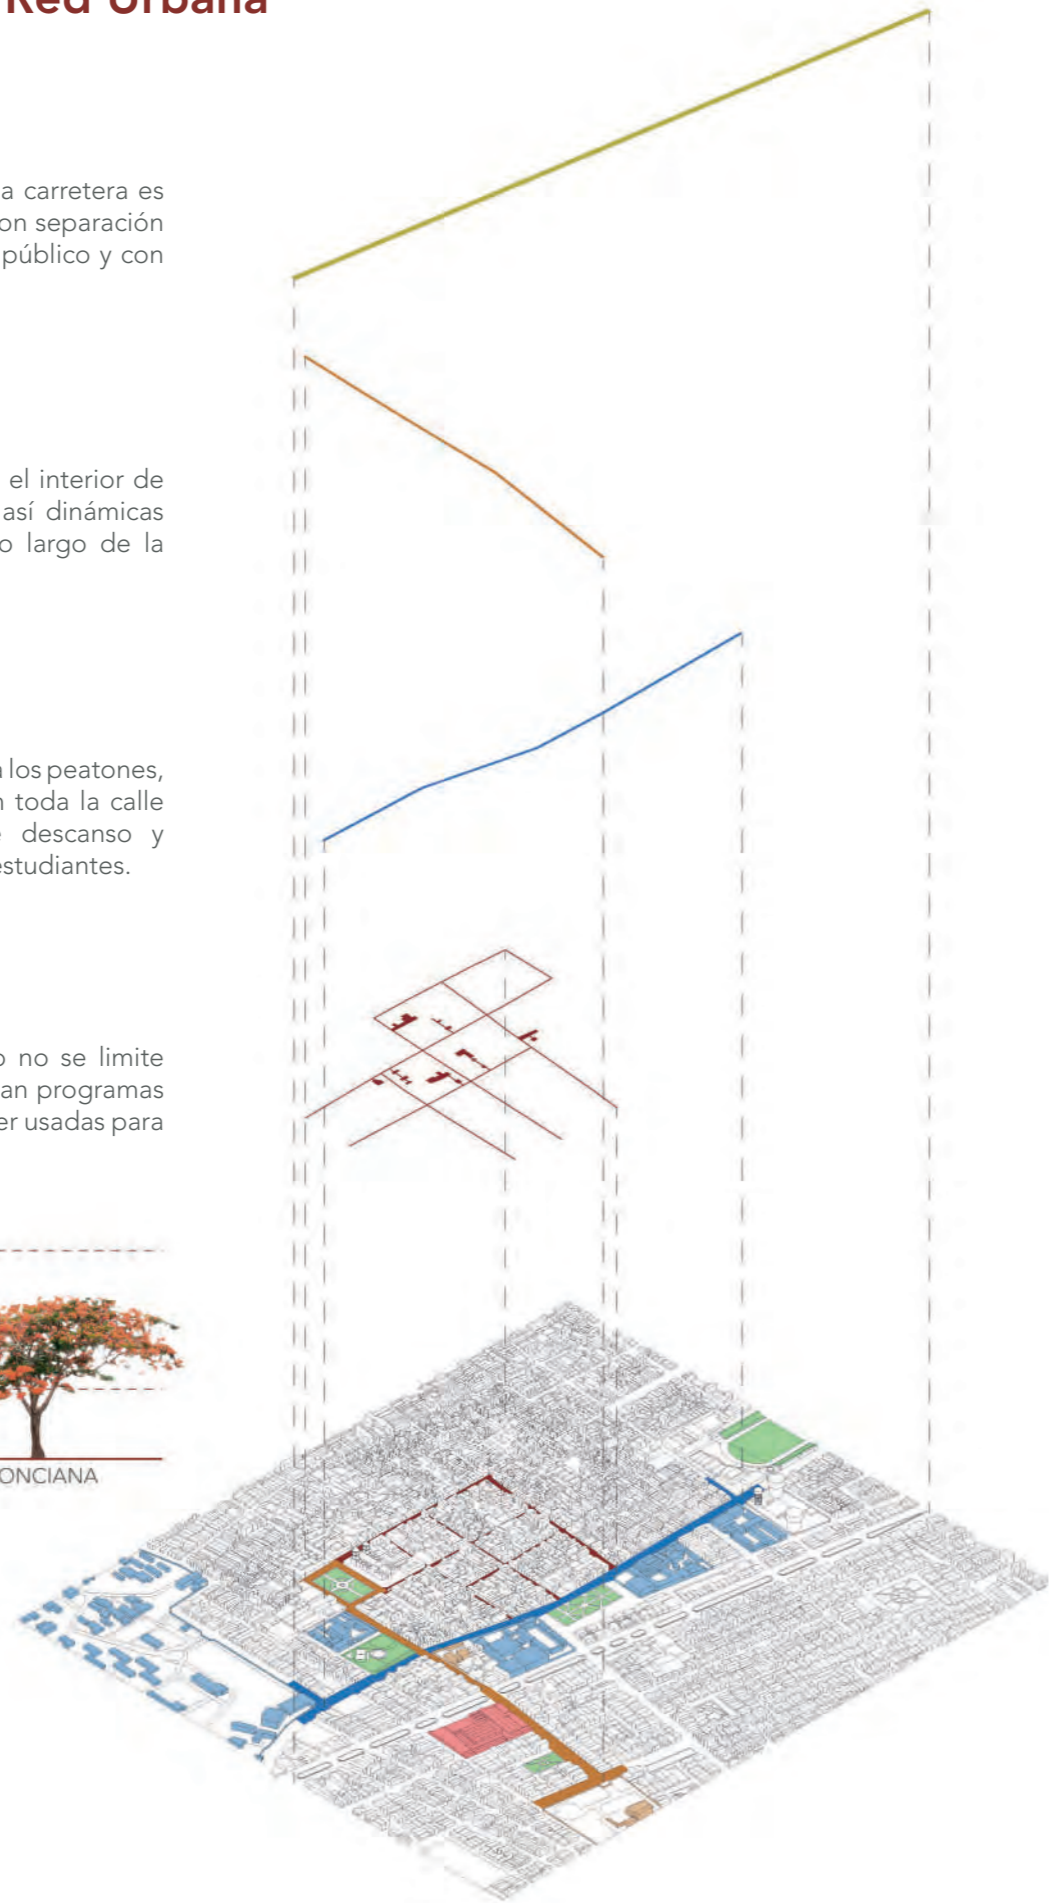 Red Urbana
a carretera es
on separación
público y con
el interior de
así dinámicas
o largo de la
a los peatones,
n toda la calle
e descanso y
estudiantes.
o no se limite
an programas
er usadas para
ONCIANA